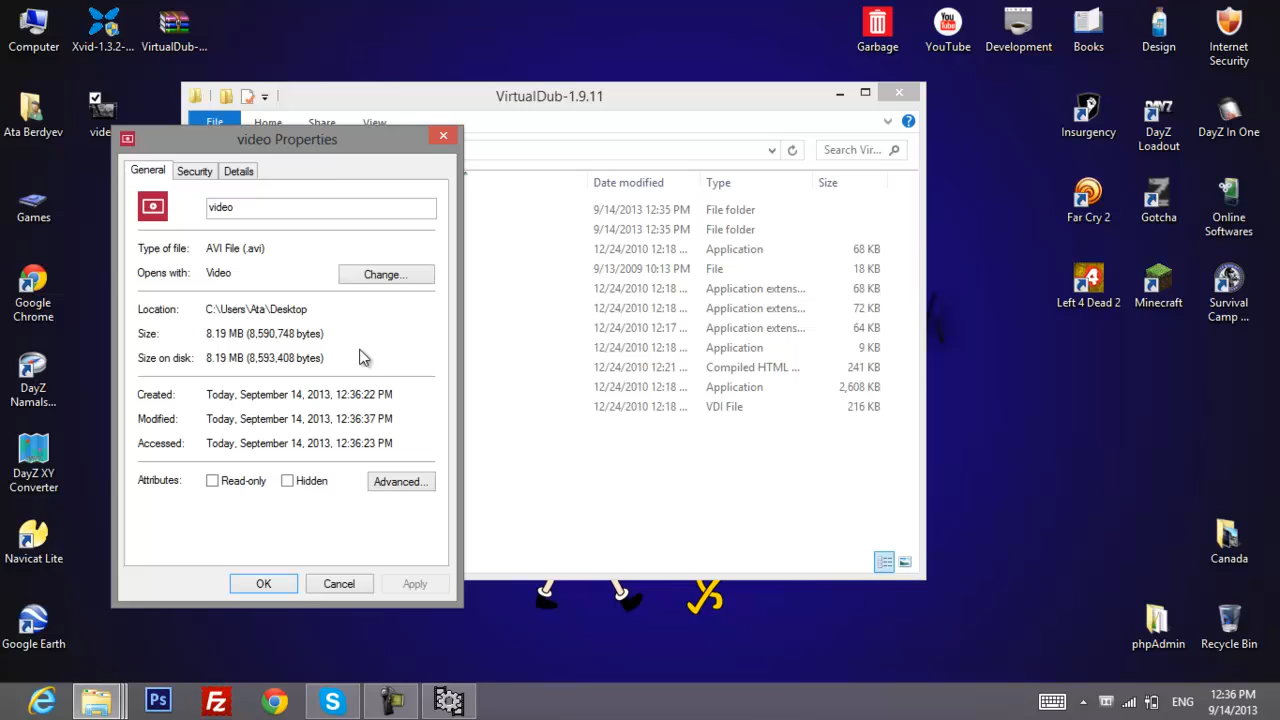 Computer
Xvid-1.3.2-...
VirtualDub-...
Garbage
YouTube
Development
Books
Design
Internet
Security
Ata Berdyev
vide
Games
Google
Chrome
DayZ
Namals...
DayZ XY
Converter
Navicat Lite
Google Earth
VirtualDub-1.9.11
File Home Share View
Search Vir...
Date modified Type Size
9/14/2013 12:35 PM File folder
9/14/2013 12:35 PM File folder
12/24/2010 12:18 ... Application 68 KB
9/13/2009 10:13 PM File 18 KB
12/24/2010 12:18 ... Application extens... 68 KB
12/24/2010 12:18 ... Application extens... 72 KB
12/24/2010 12:17 ... Application extens... 64 KB
12/24/2010 12:18 ... Application 9 KB
12/24/2010 12:21 ... Compiled HTML ... 241 KB
12/24/2010 12:18 ... Application 2,608 KB
12/24/2010 12:18 ... VDI File 216 KB
video Properties
General Security Details
video
Type of file: AVI File (.avi)
Opens with: Video Change...
Location: C:\Users\Ata\Desktop
Size: 8.19 MB (8,590,748 bytes)
Size on disk: 8.19 MB (8,593,408 bytes)
Created: Today, September 14, 2013, 12:36:22 PM
Modified: Today, September 14, 2013, 12:36:37 PM
Accessed: Today, September 14, 2013, 12:36:23 PM
Attributes: Read-only Hidden Advanced...
OK Cancel Apply
Insurgency
DayZ
Loadout
DayZ In One
Far Cry 2
Gotcha
Online
Softwares
Left 4 Dead 2
Minecraft
Survival
Camp ...
Canada
phpAdmin
Recycle Bin
Ps
Fz
ENG
12:36 PM
9/14/2013